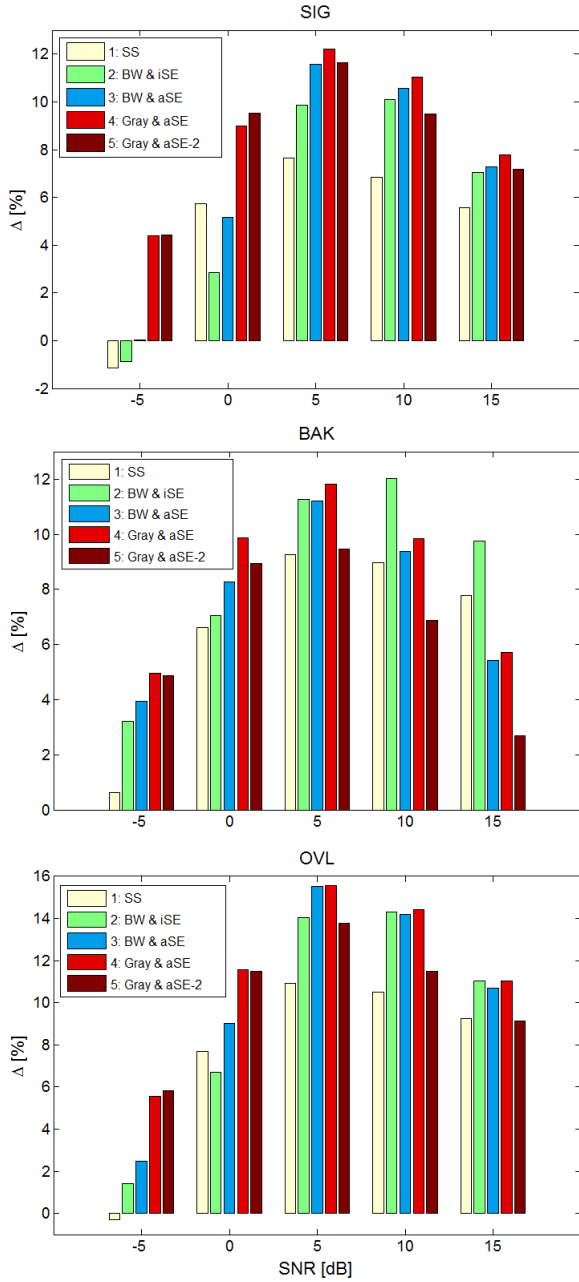 SIG
12
10
8
6
4
2
0
-2
Δ [%]
1: SS
2: BW & iSE
3: BW & aSE
4: Gray & aSE
5: Gray & aSE-2
-5 0 5 10 15
BAK
12
10
8
6
4
2
0
Δ [%]
1: SS
2: BW & iSE
3: BW & aSE
4: Gray & aSE
5: Gray & aSE-2
-5 0 5 10 15
OVL
16
14
12
10
8
6
4
2
0
-2
Δ [%]
1: SS
2: BW & iSE
3: BW & aSE
4: Gray & aSE
5: Gray & aSE-2
-5 0 5 10 15
SNR [dB]